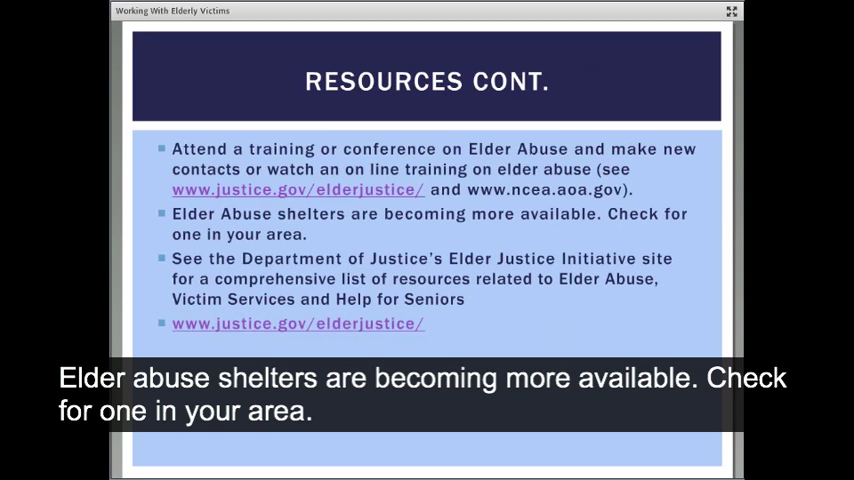 Working With Elderly Victims
RESOURCES CONT.
Attend a training or conference on Elder Abuse and make new
contacts or watch an on line training on elder abuse (see
www.justice.gov/elderjustice/ and www.ncea.aoa.gov).
Elder Abuse shelters are becoming more available. Check for
one in your area.
See the Department of Justice's Elder Justice Initiative site
for a comprehensive list of resources related to Elder Abuse,
Victim Services and Help for Seniors
www.justice.gov/elderjustice/
Elder abuse shelters are becoming more available. Check
for one in your area.